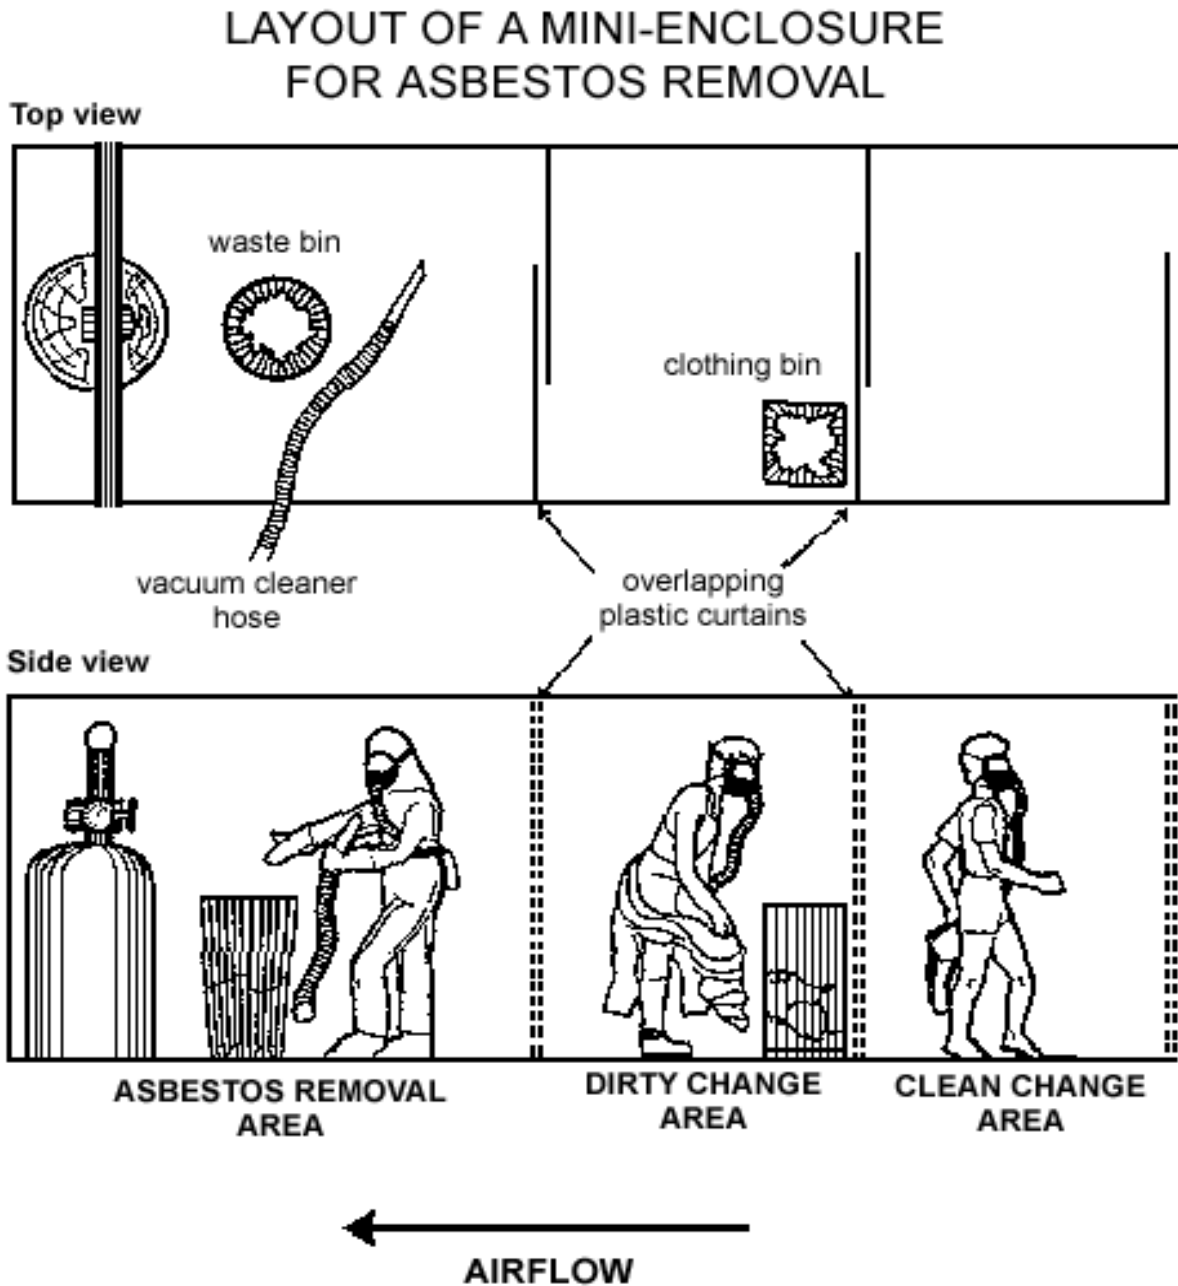 LAYOUT OF A MINI-ENCLOSURE
FOR ASBESTOS REMOVAL
Top view
waste bin
clothing bin
vacuum cleaner
hose
overlapping
plastic curtains
Side view
ASBESTOS REMOVAL
AREA
DIRTY CHANGE
AREA
CLEAN CHANGE
AREA
AIRFLOW